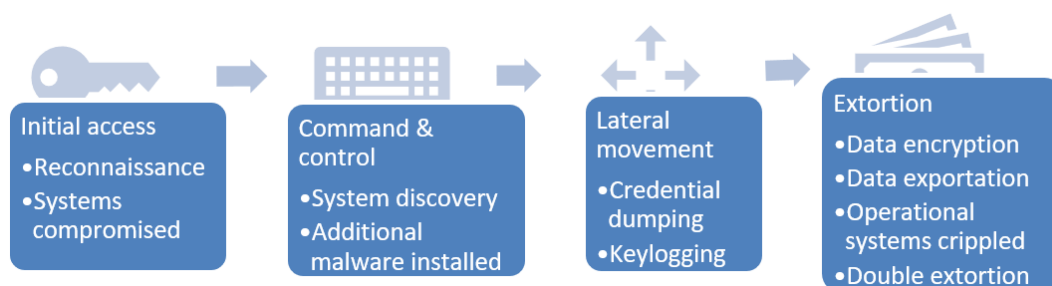 Initial access
•Reconnaissance
•Systems
compromised
Command &
control
•System discovery
•Additional
malware installed
Lateral
movement
•Credential
dumping
•Keylogging
Extortion
•Data encryption
•Data exportation
•Operational
systems crippled
•Double extortion